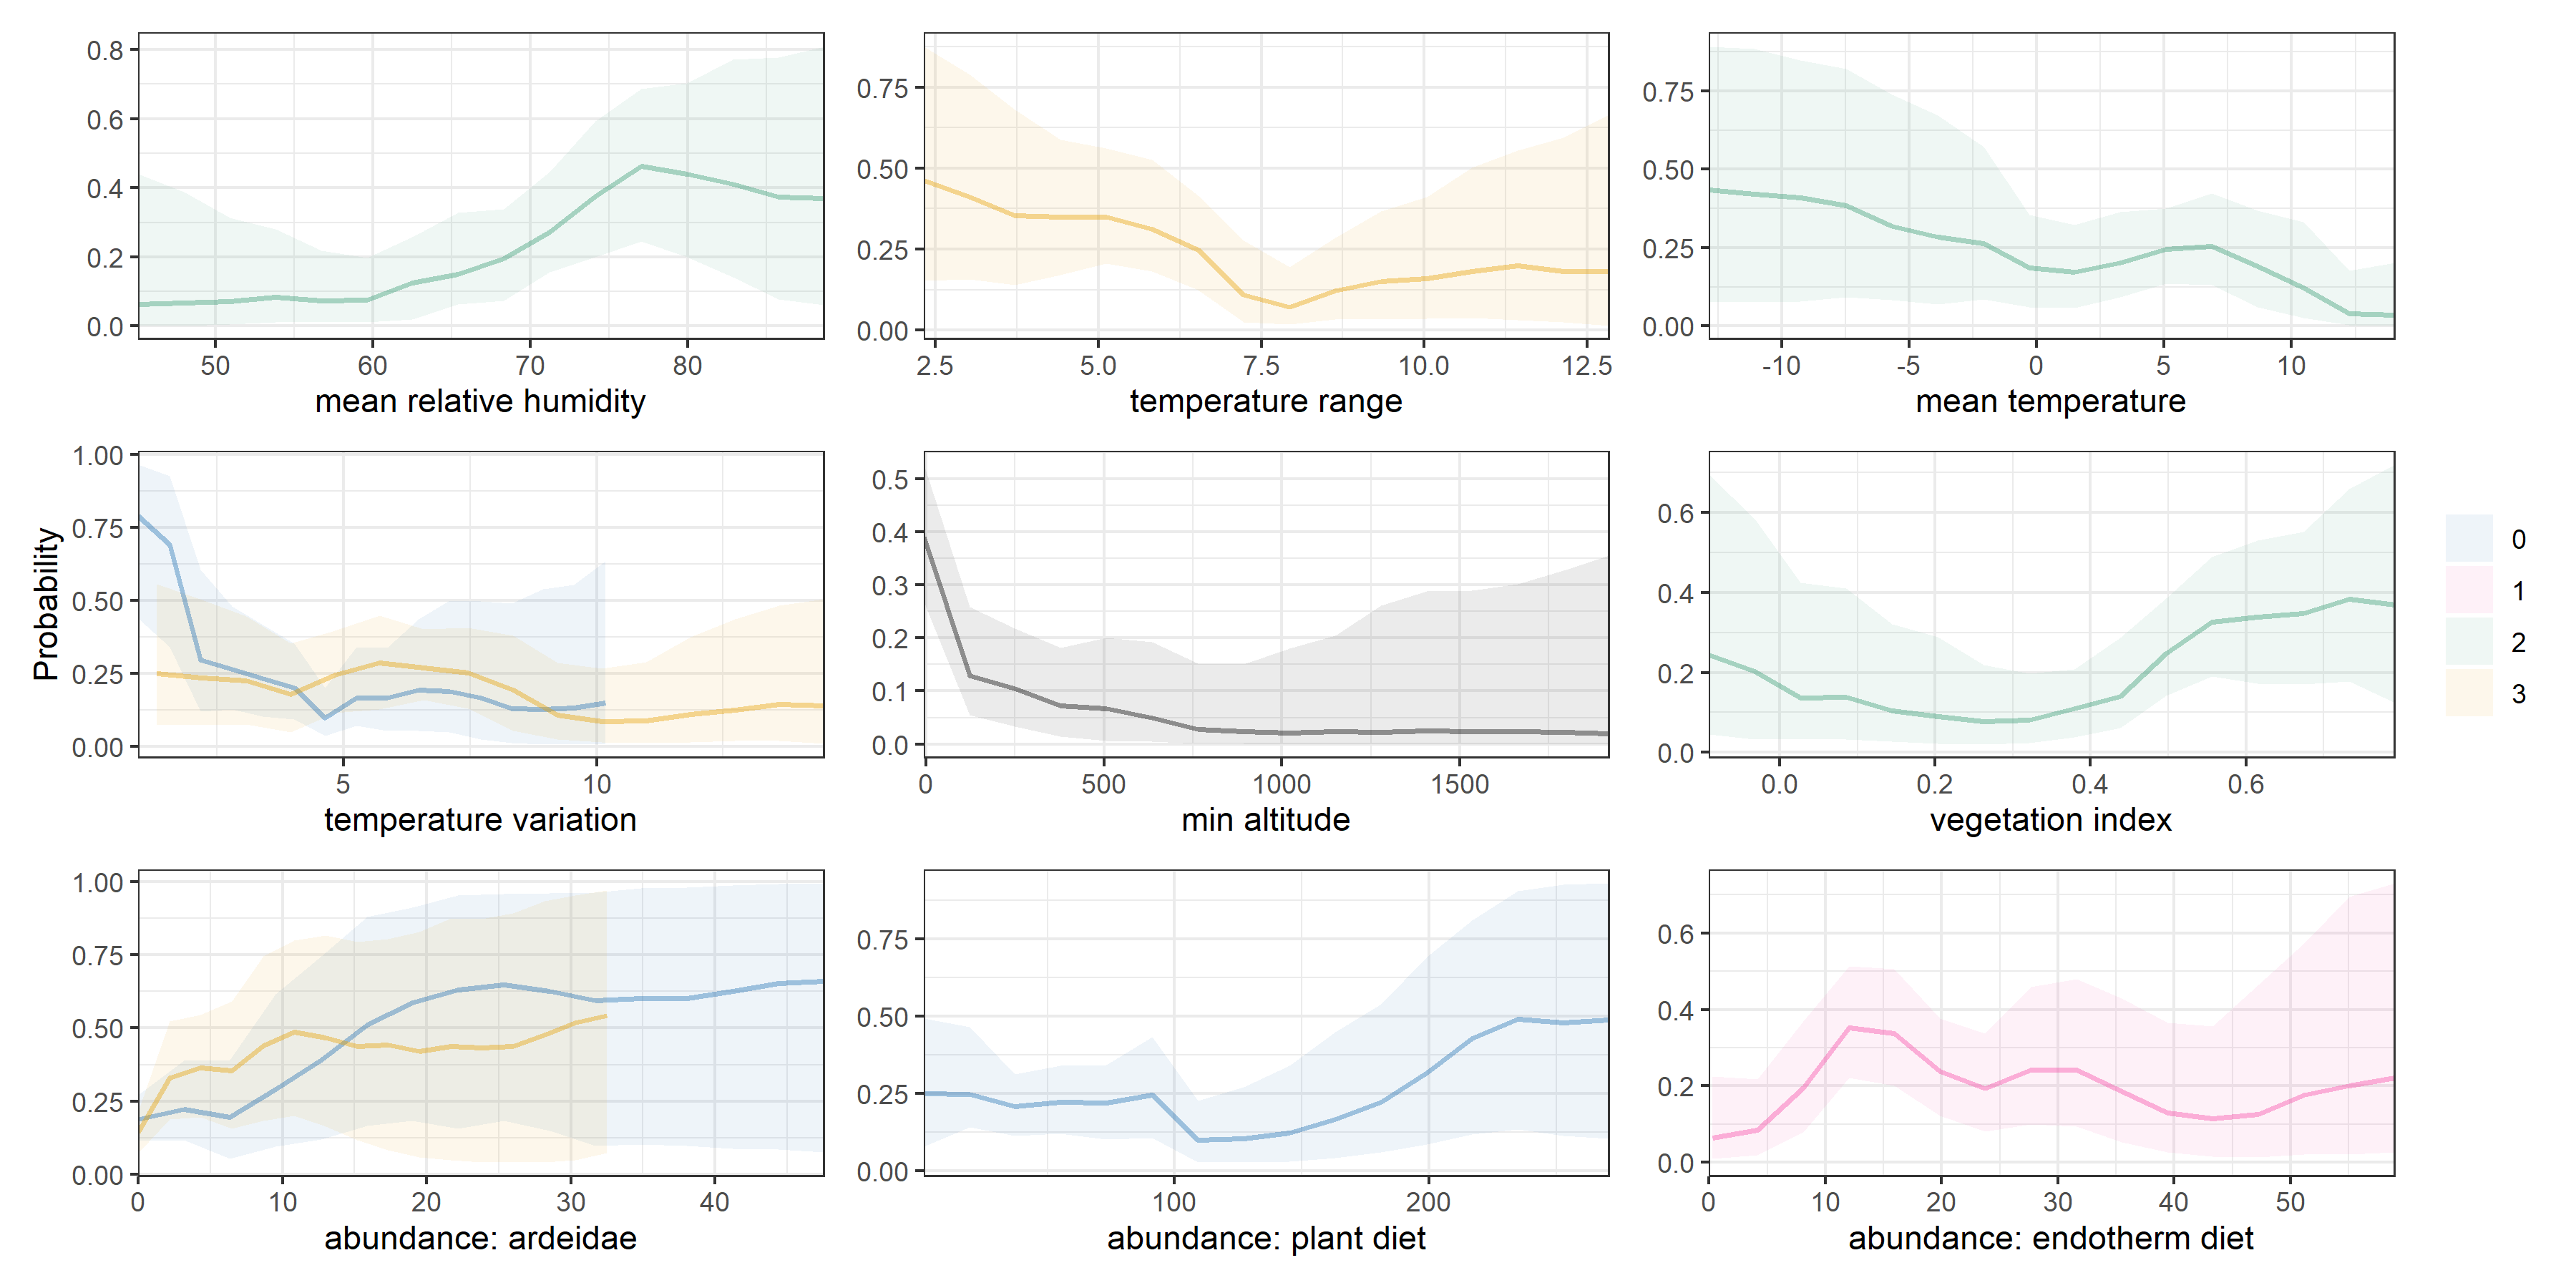 0.8
0.6
0.4
0.2
0.0
50 60 70 80
mean relative humidity
0.75
0.50
0.25
0.00
2.5 5.0 7.5 10.0 12.5
temperature range
0.75
0.50
0.25
0.00
-10 -5 0 5 10
mean temperature
Probability
1.00
0.75
0.50
0.25
0.00
5 10
temperature variation
0.5
0.4
0.3
0.2
0.1
0.0
0 500 1000 1500
min altitude
0.6
0.4
0.2
0.0
0.0 0.2 0.4 0.6
vegetation index
0
1
2
3
1.00
0.75
0.50
0.25
0.00
0 10 20 30 40
abundance: ardeidae
0.75
0.50
0.25
0.00
100 200
abundance: plant diet
0.6
0.4
0.2
0.0
0 10 20 30 40 50
abundance: endotherm diet